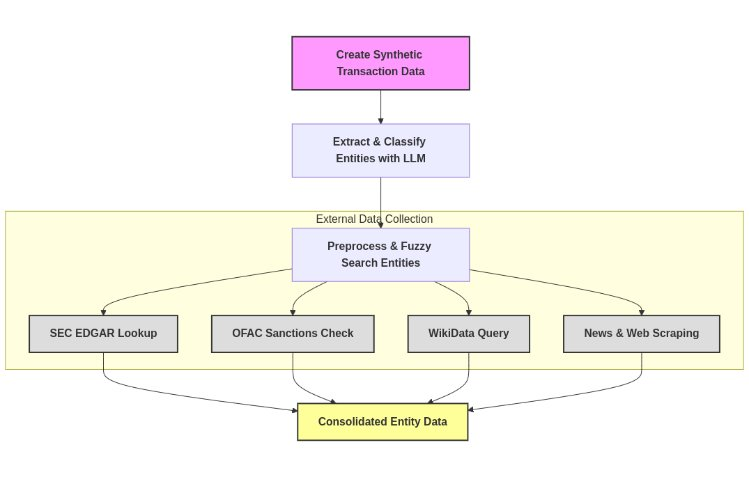 Create Synthetic
Transaction Data
Extract & Classify
Entities with LLM
External Data Collection
Preprocess & Fuzzy
Search Entities
SEC EDGAR Lookup
OFAC Sanctions Check
WikiData Query
News & Web Scraping
Consolidated Entity Data